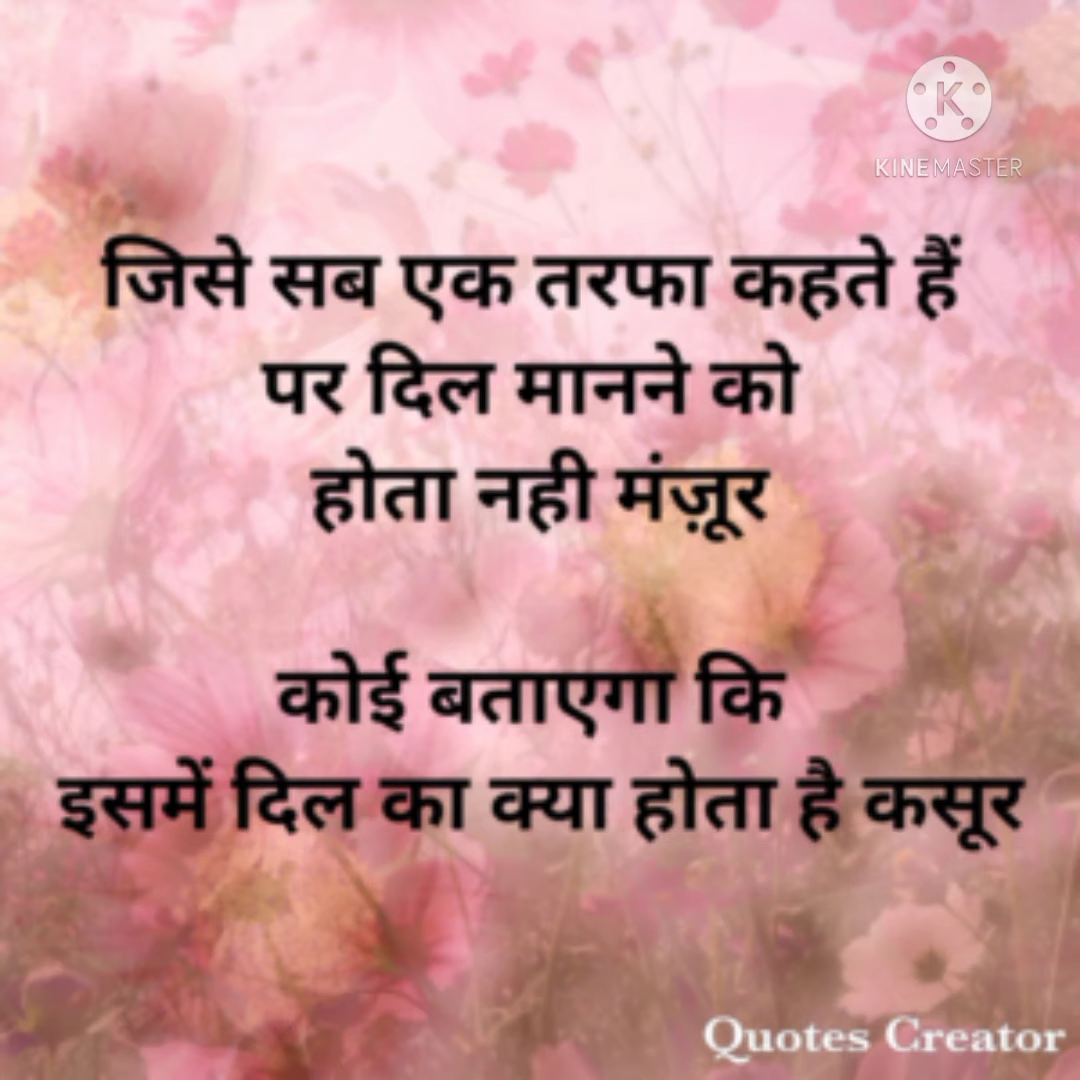 KINEMASTER
जिसे सब एक तरफा कहते हैं
पर दिल मानने को
होता नही मंज़ूर
कोई बताएगा कि
इसमें दिल का क्या होता है कसूर
Quotes Creator